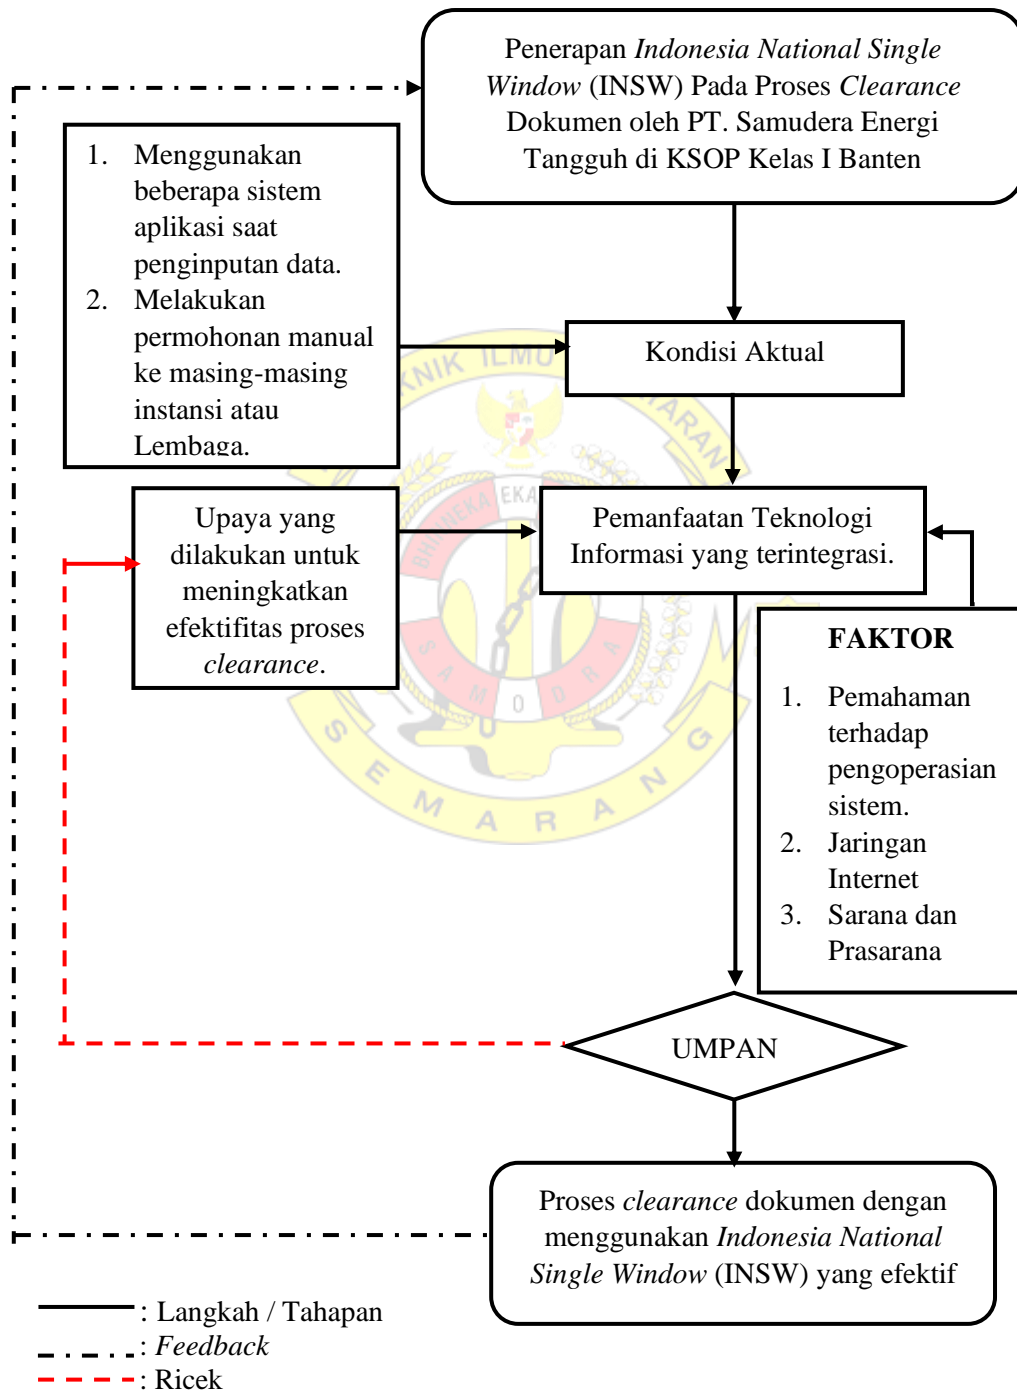 Penerapan Indonesia National Single
Window (INSW) Pada Proses Clearance
Dokumen oleh PT. Samudera Energi
Tangguh di KSOP Kelas I Banten
1. Menggunakan
beberapa sistem
aplikasi saat
penginputan data.
2. Melakukan
permohonan manual
ke masing-masing
instansi atau
Lembaga.
Kondisi Aktual
Upaya yang
dilakukan untuk
meningkatkan
efektifitas proses
clearance.
Pemanfaatan Teknologi
Informasi yang terintegrasi.
FAKTOR
1. Pemahaman
terhadap
pengoperasian
sistem.
2. Jaringan
Internet
3. Sarana dan
Prasarana
UMPAN
Proses clearance dokumen dengan
menggunakan Indonesia National
Single Window (INSW) yang efektif
: Langkah / Tahapan
: Feedback
: Ricek
BHINNEKA EKA
SAMODRA
SEMARANG